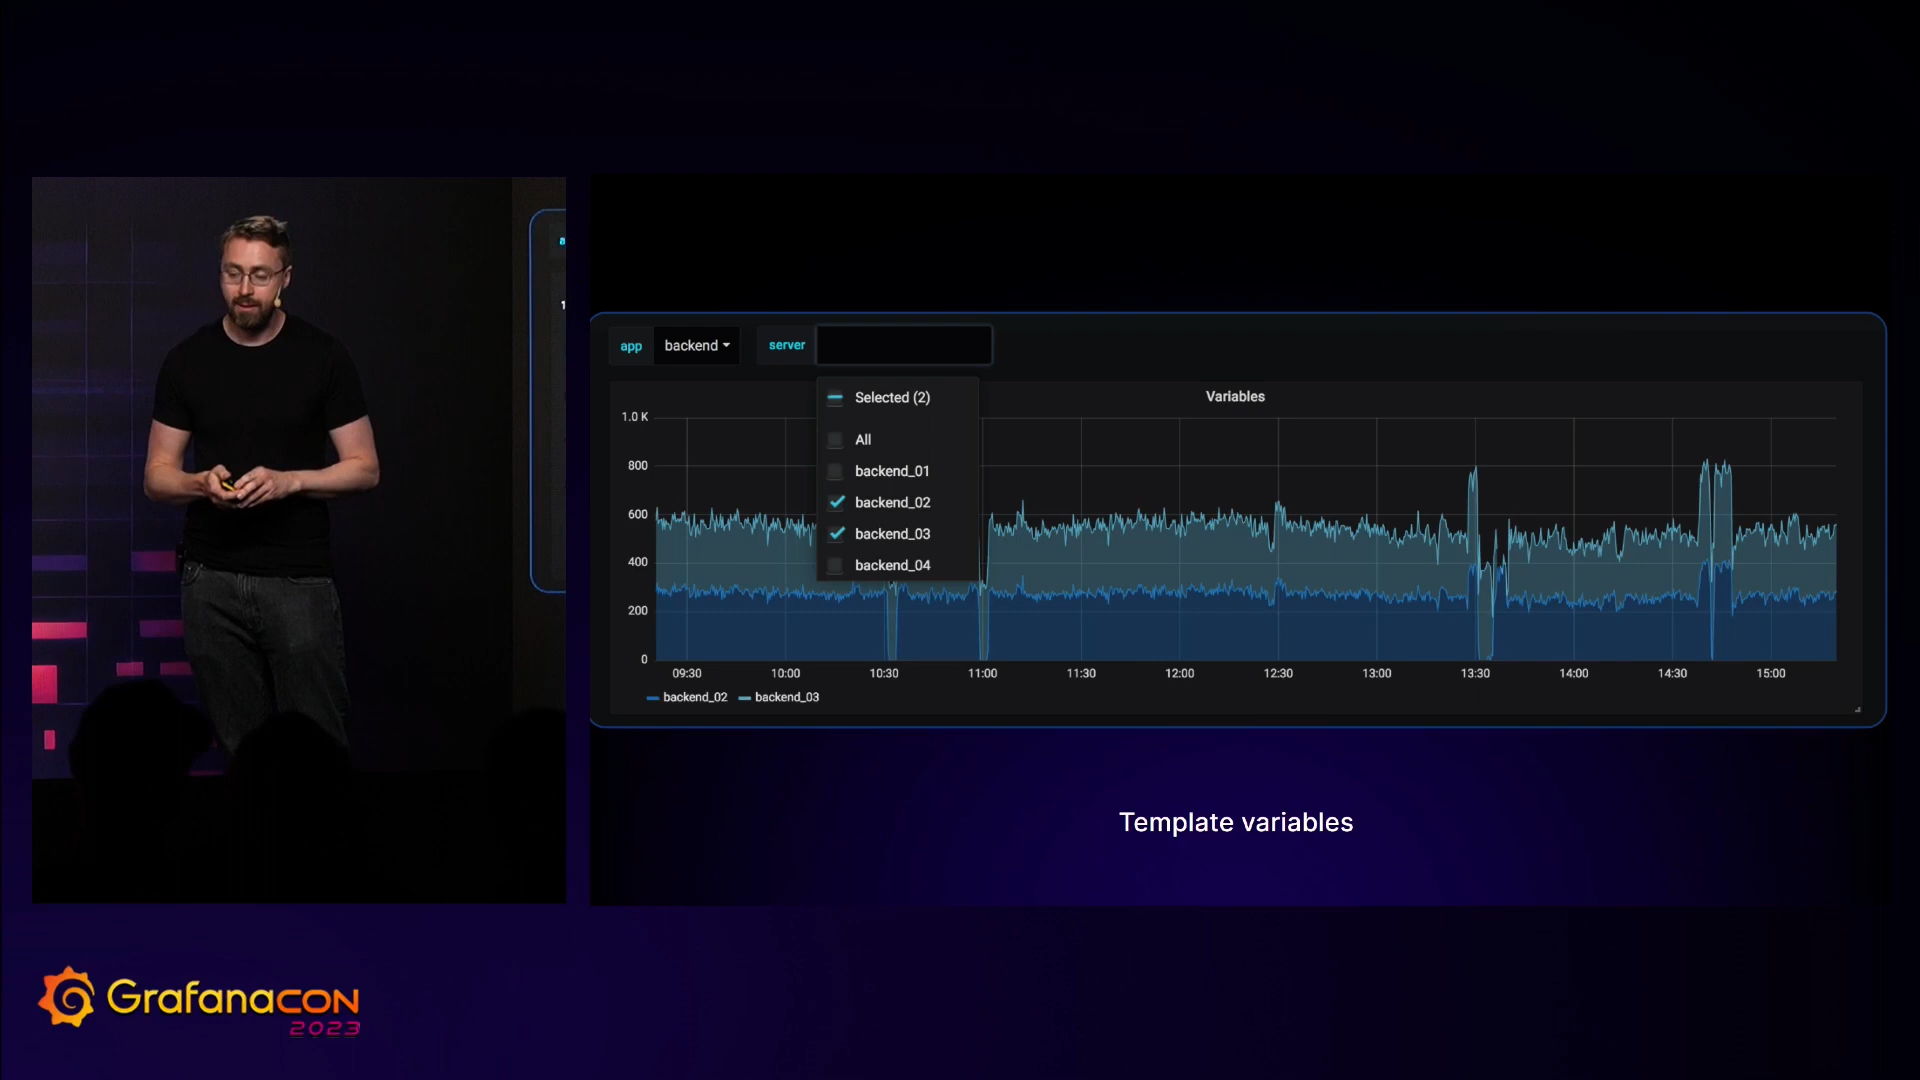 app backend server
Selected (2)
All
backend_01
backend_02
backend_03
backend_04
Variables
1.0 K
800
600
400
200
0
09:30 10:00 10:30 11:00 11:30 12:00 12:30 13:00 13:30 14:00 14:30 15:00
backend_02 backend_03
Template variables
GrafanaCON
2023